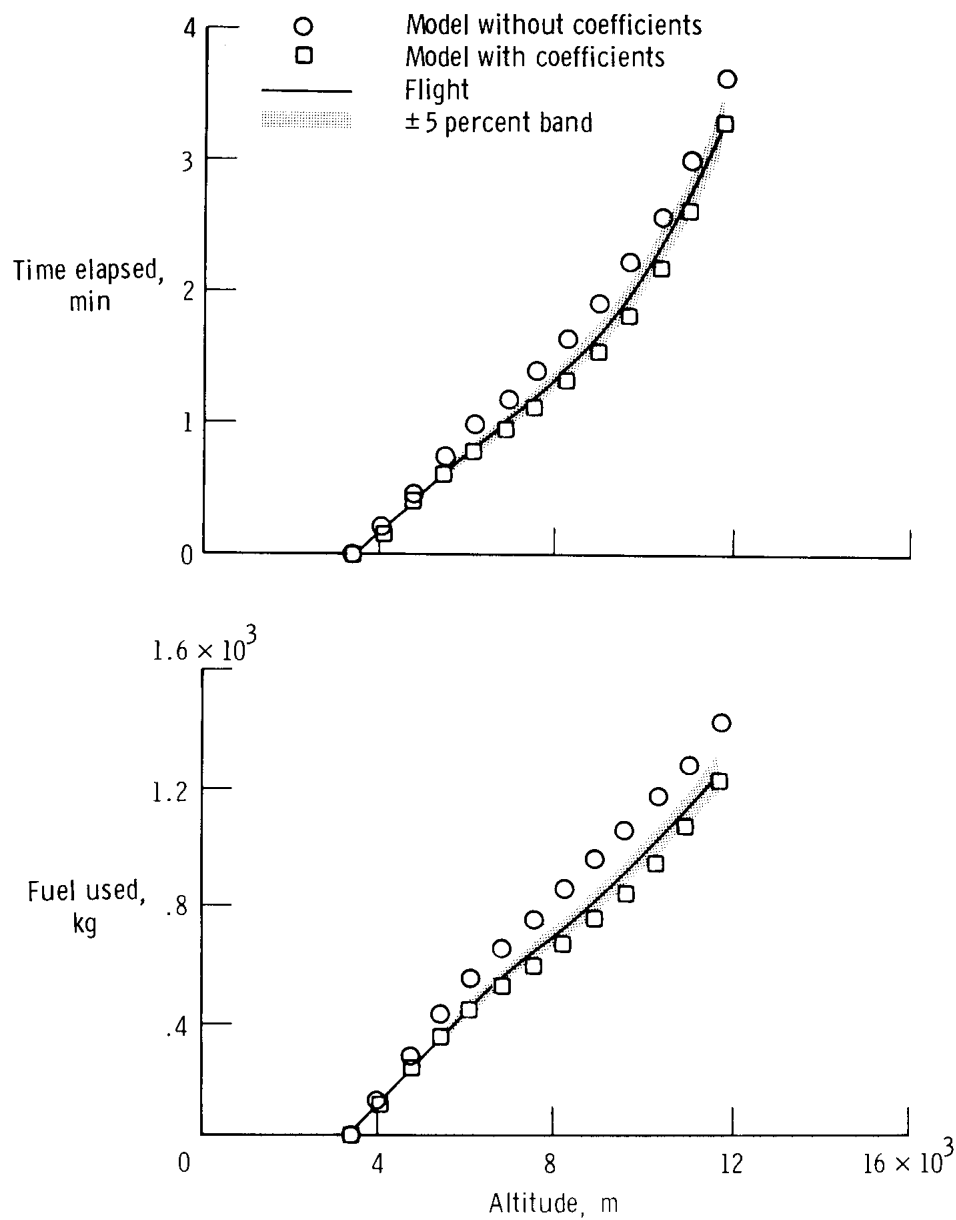 Model without coefficients
Model with coefficients
Flight
± 5 percent band
4
3
2
1
0
Time elapsed,
min
1.6 × 10³
1.2
.8
.4
Fuel used,
kg
0 4 8 12 16 × 10³
Altitude, m